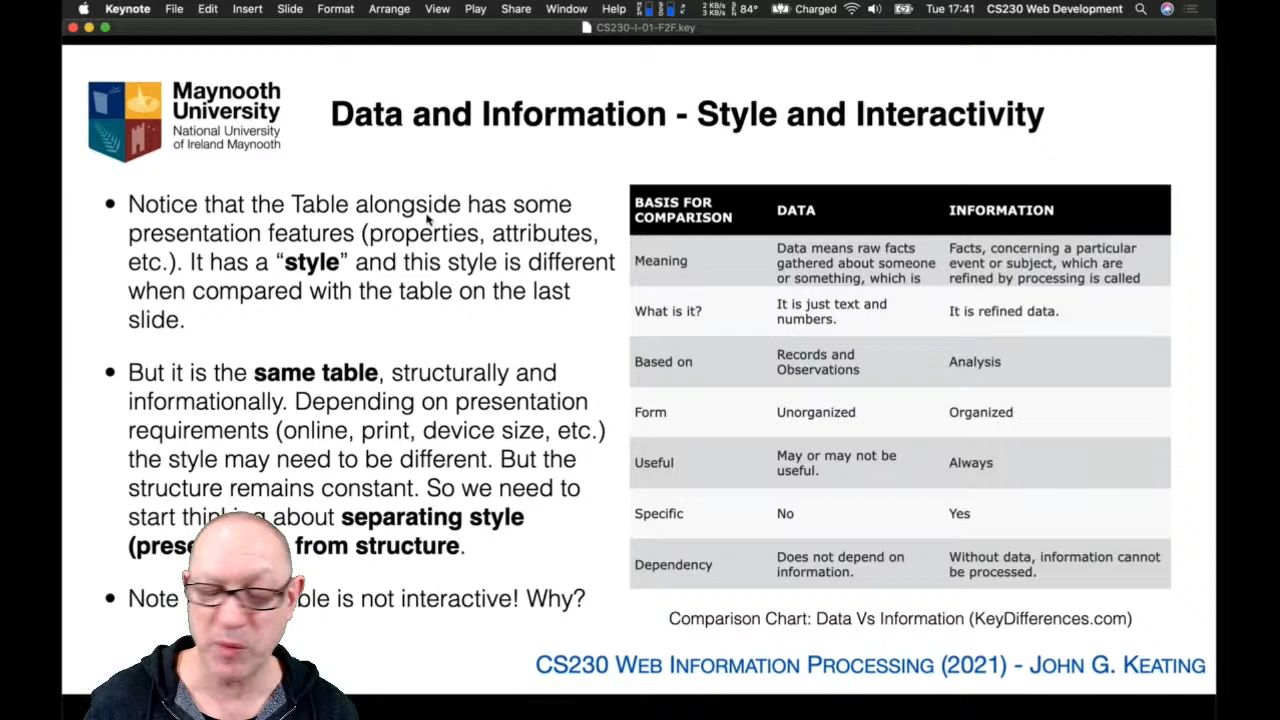 Keynote File Edit Insert Slide Format Arrange View Play Share Window Help 2 KB/s 3 KB/s 84° Charged Tue 17:41 CS230 Web Development
CS230-I-01-F2F.key
Maynooth
University
National University
of Ireland Maynooth
Data and Information - Style and Interactivity
• Notice that the Table alongside has some
presentation features (properties, attributes,
etc.). It has a “style” and this style is different
when compared with the table on the last
slide.
• But it is the same table, structurally and
informationally. Depending on presentation
requirements (online, print, device size, etc.)
the style may need to be different. But the
structure remains constant. So we need to
start about separating style
from structure.
• Note is not interactive! Why?
BASIS FOR COMPARISON DATA INFORMATION
Meaning
Data means raw facts
gathered about someone
or something, which is
Facts, concerning a particular
event or subject, which are
refined by processing is called
What is it?
It is just text and
numbers.
It is refined data.
Based on
Records and
Observations
Analysis
Form Unorganized Organized
Useful
May or may not be
useful.
Always
Specific No Yes
Dependency
Does not depend on
information.
Without data, information cannot
be processed.
Comparison Chart: Data Vs Information (KeyDifferences.com)
CS230 Web Information Processing (2021) - John G. Keating